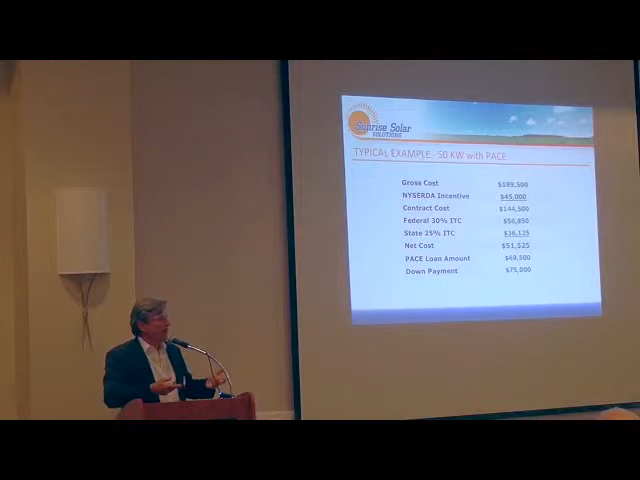 Sunrise Solar
SOLUTIONS
TYPICAL EXAMPLE - 50 KW with PACE
Gross Cost $189,500
NYSERDA Incentive $45,000
Contract Cost $144,500
Federal 30% ITC $56,850
State 25% ITC $36,125
Net Cost $51,525
PACE Loan Amount $69,500
Down Payment $75,000